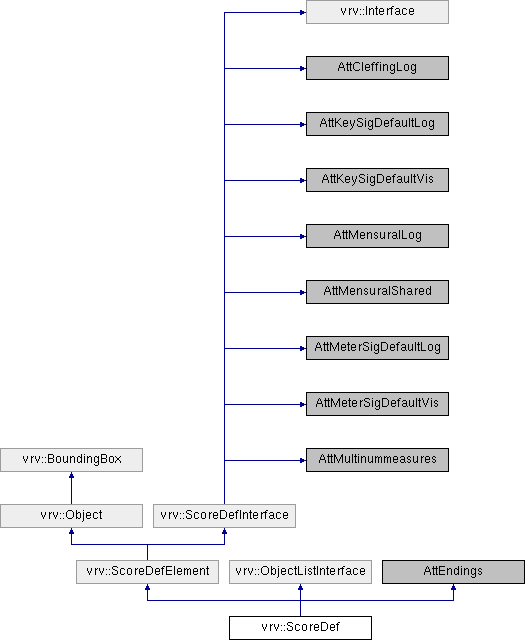 vrv::Interface
AttCleffingLog
AttKeySigDefaultLog
AttKeySigDefaultVis
AttMensuralLog
AttMensuralShared
AttMeterSigDefaultLog
AttMeterSigDefaultVis
vrv::BoundingBox
AttMultinummeasures
vrv::Object
vrv::ScoreDefInterface
vrv::ScoreDefElement
vrv::ObjectListInterface
AttEndings
vrv::ScoreDef